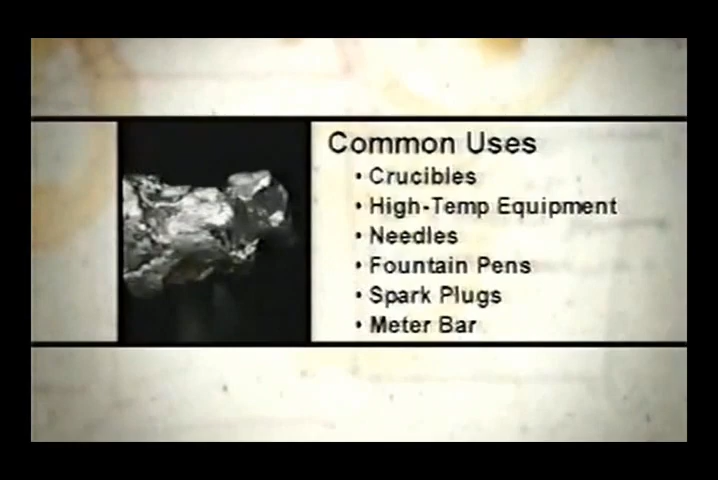 Common Uses
• Crucibles
• High-Temp Equipment
• Needles
• Fountain Pens
• Spark Plugs
• Meter Bar